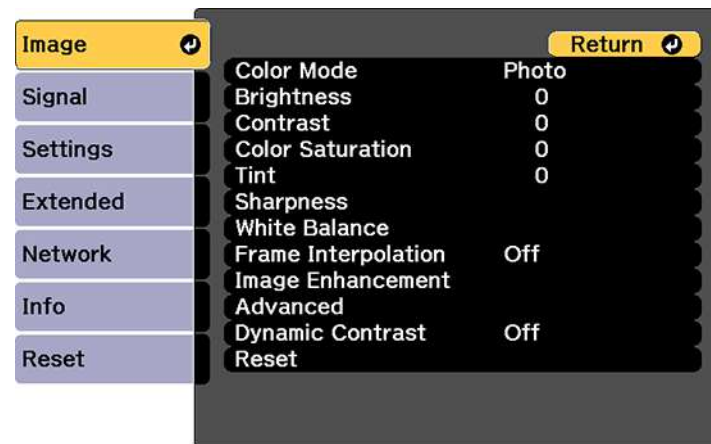 Image
Signal
Settings
Extended
Network
Info
Reset
Return
Color Mode Photo
Brightness 0
Contrast 0
Color Saturation 0
Tint 0
Sharpness
White Balance
Frame Interpolation Off
Image Enhancement
Advanced
Dynamic Contrast Off
Reset